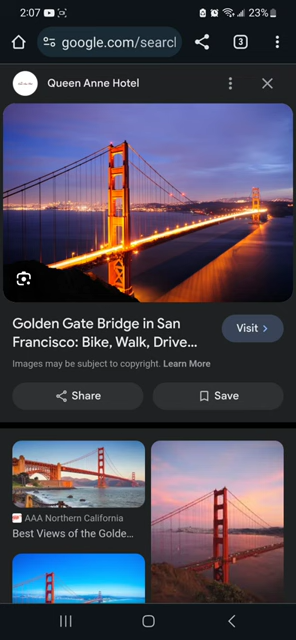 2:07
23%
google.com/search
3
Queen Anne Hotel
Golden Gate Bridge in San
Francisco: Bike, Walk, Drive...
Visit
Images may be subject to copyright. Learn More
Share
Save
AAA Northern California
Best Views of the Golde...